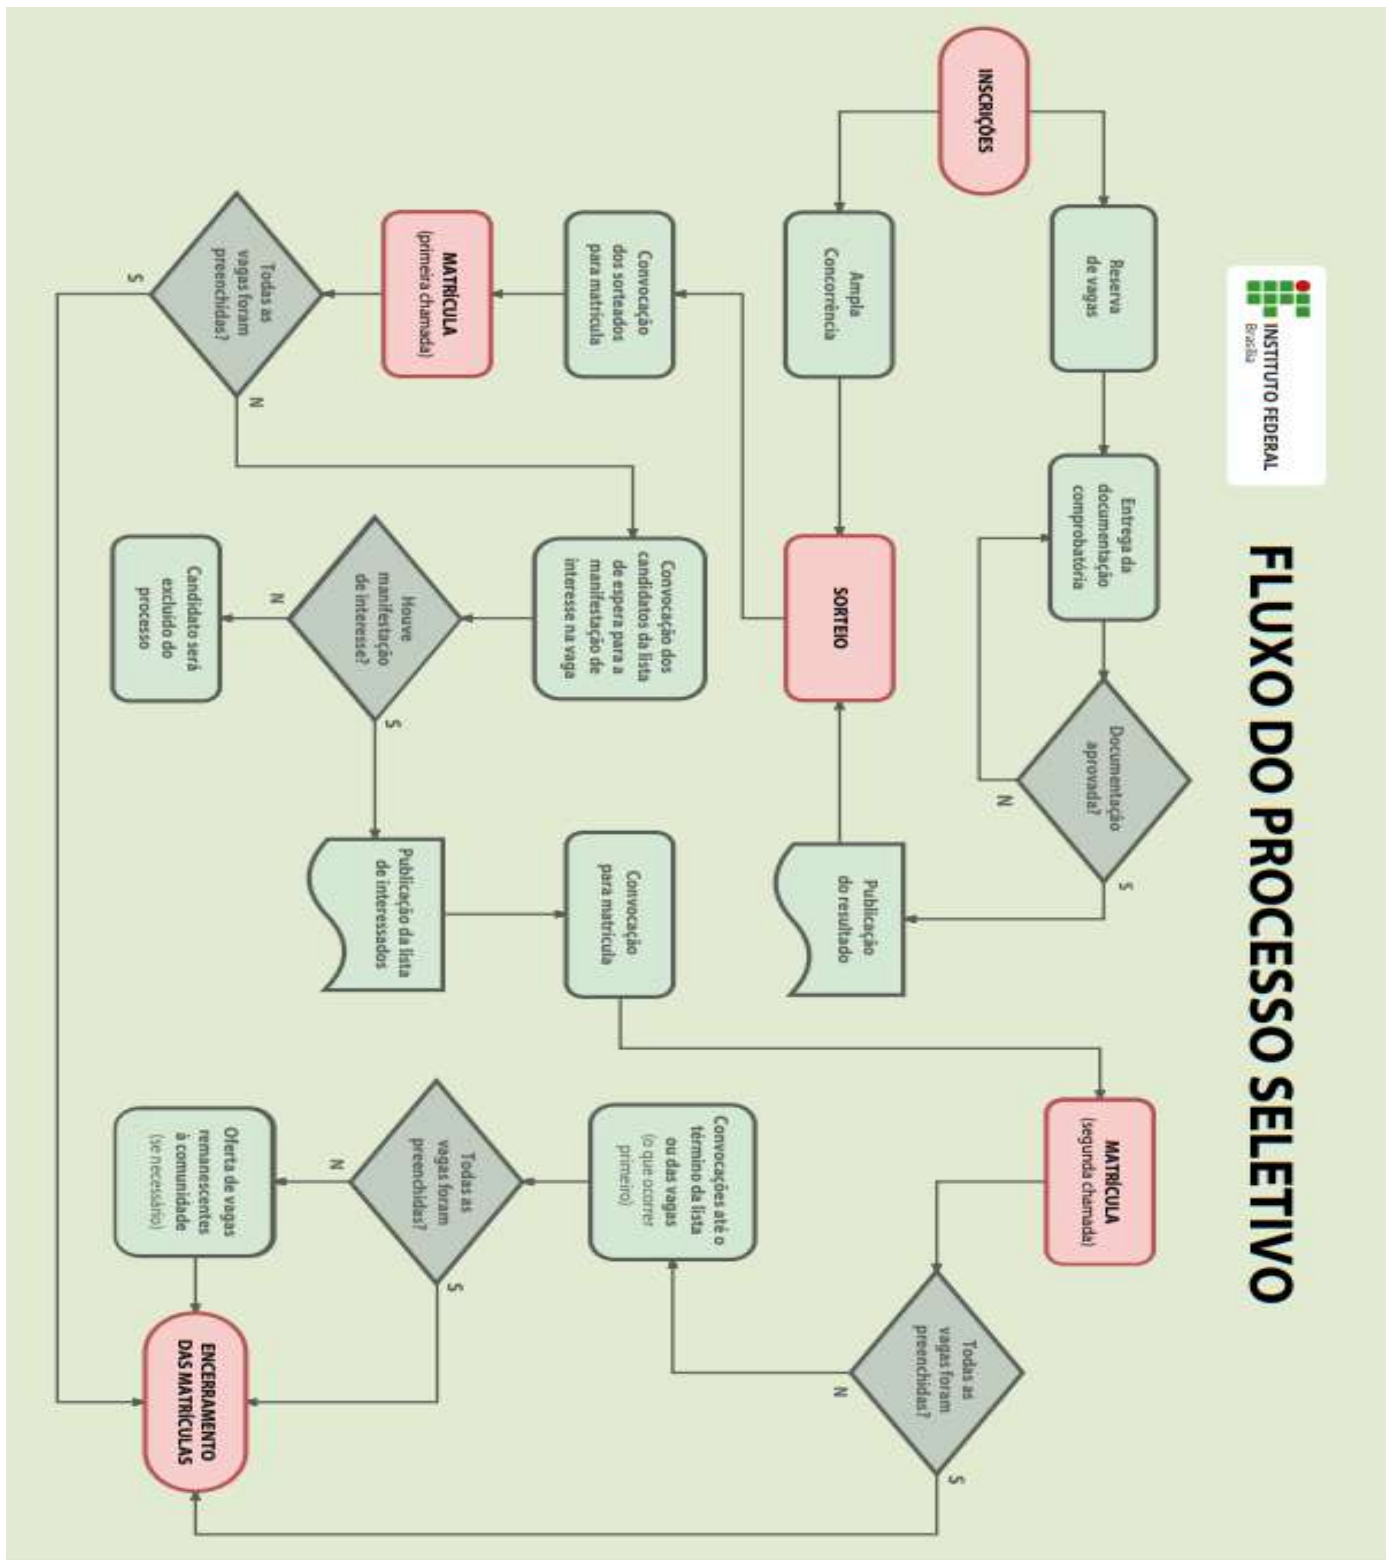 INSTITUTO FEDERAL
Brasília
FLUXO DO PROCESSO SELETIVO
INSCRIÇÕES
Reserva
de vagas
Entrega da
documentação
comprobatória
Documentação
aprovada?
N
S
Publicação
do resultado
Ampla
Concorrência
SORTEIO
Convocação
dos sorteados
para matrícula
MATRÍCULA
(primeira chamada)
Todas as
vagas foram
preenchidas?
S
N
Convocação dos
candidatos da lista
de espera para a
manifestação de
interesse na vaga
Houve
manifestação
de interesse?
N
S
Candidato será
excluído do
processo
Publicação da lista
de interessados
Convocação
para matrícula
MATRÍCULA
(segunda chamada)
Todas as
vagas foram
preenchidas?
N
S
Convocações até o
término da lista
ou das vagas
(o que ocorrer
primeiro)
Todas as
vagas foram
preenchidas?
N
S
Oferta de vagas
remanescentes
à comunidade
(se necessário)
ENCERRAMENTO
DAS MATRÍCULAS